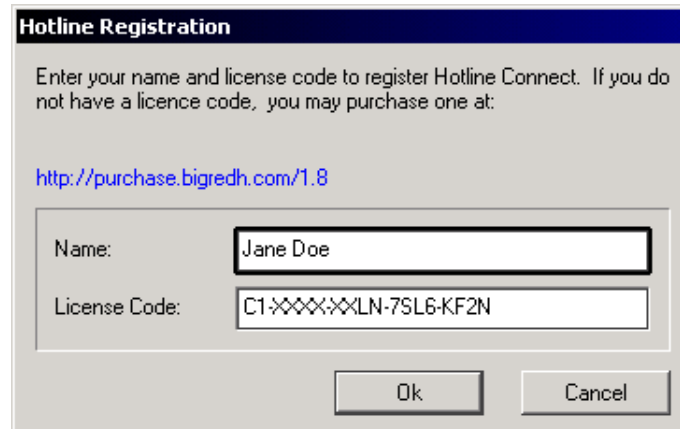 Hotline Registration
Enter your name and license code to register Hotline Connect. If you do
not have a licence code, you may purchase one at:
http://purchase.bigredh.com/1.8
Name: Jane Doe
License Code: C1-XXXX-XXLN-7SL6-KF2N
Ok Cancel